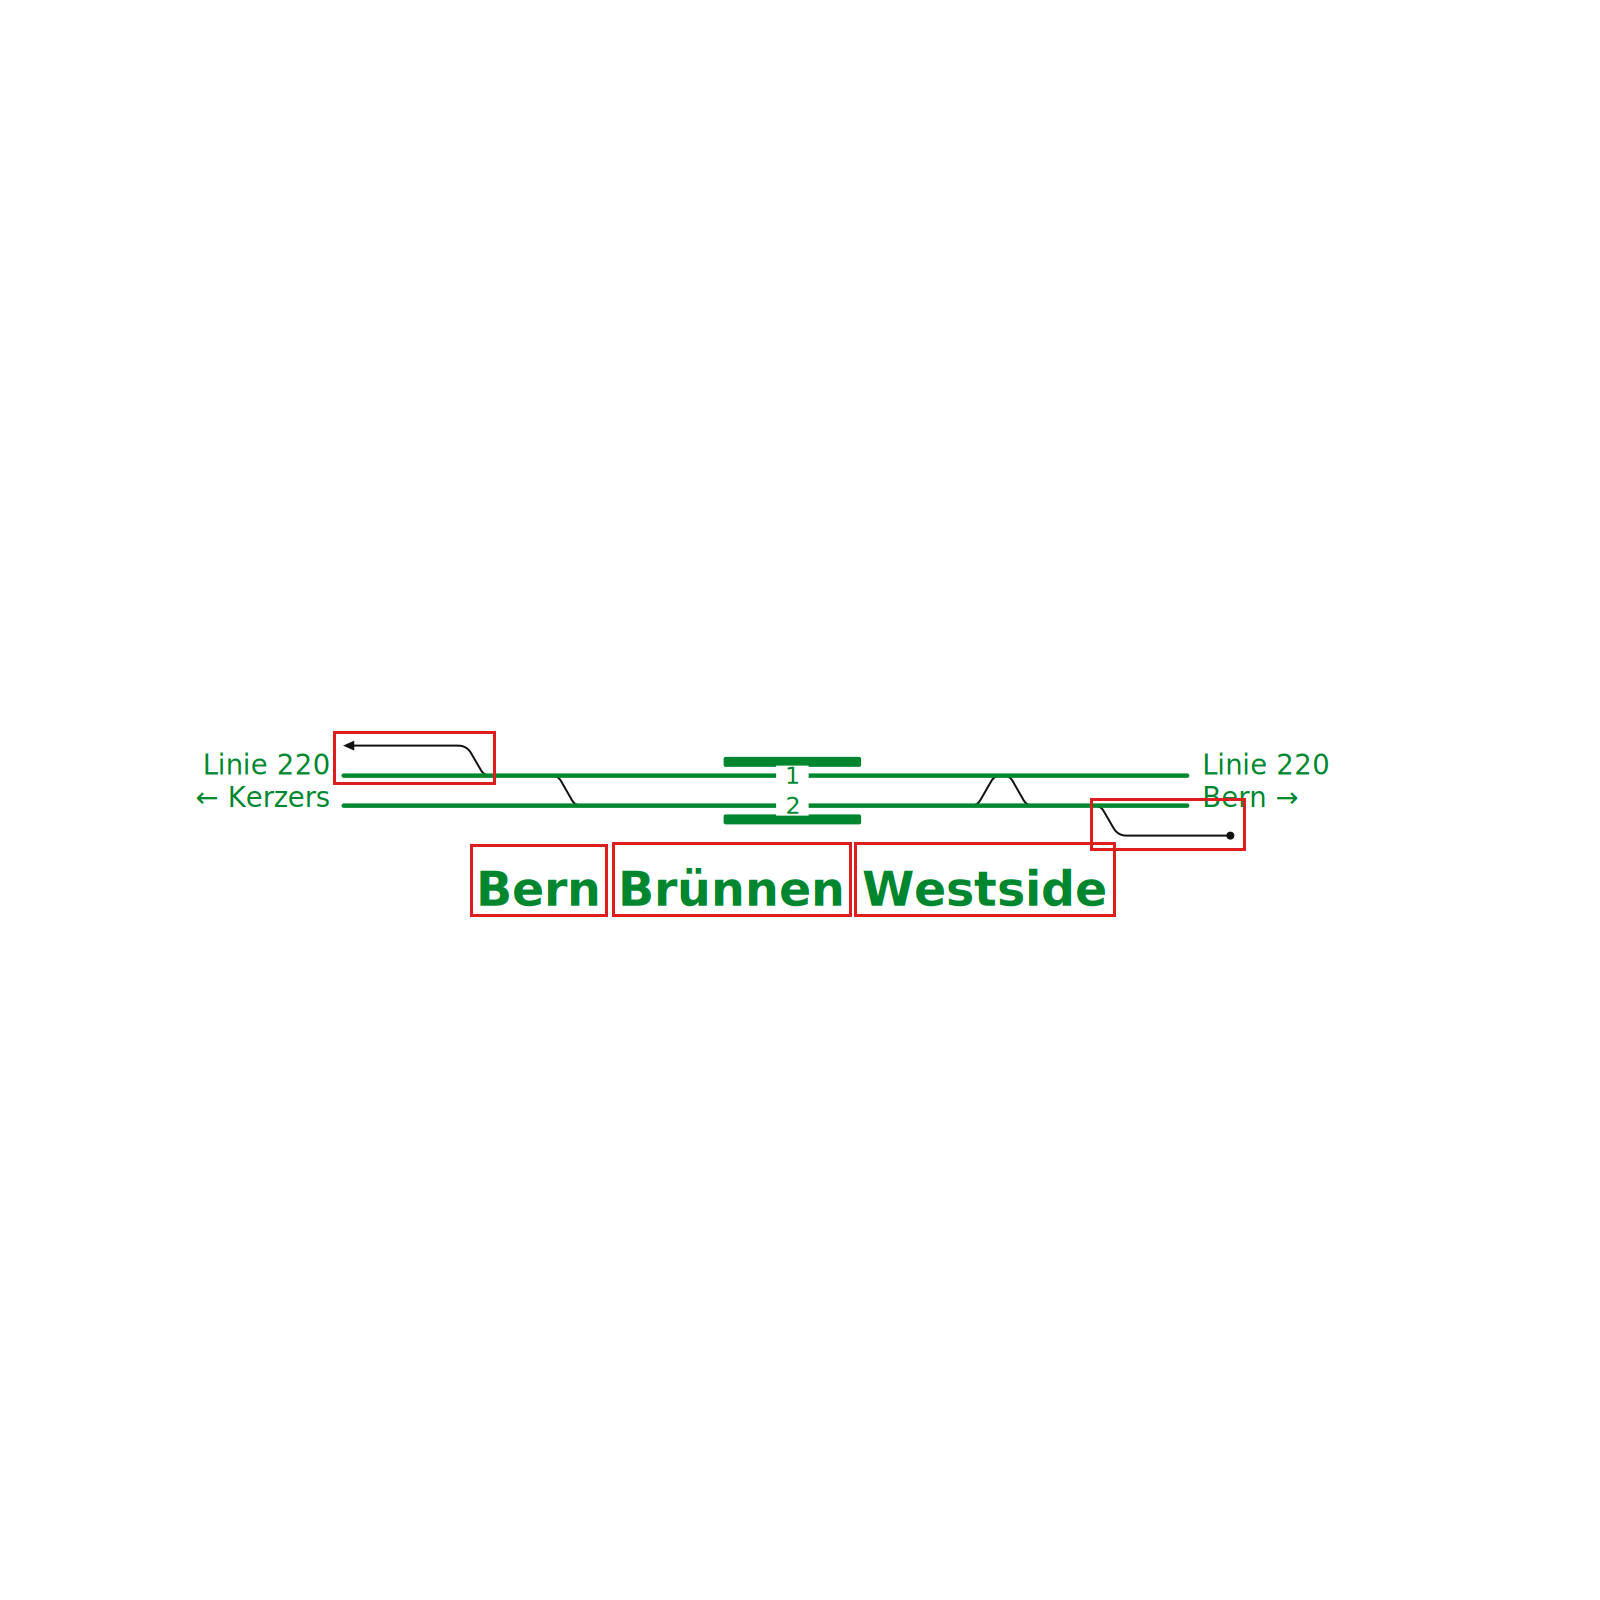 Linie 220
← Kerzers
1
2
Linie 220
Bern →
Bern Brünnen Westside